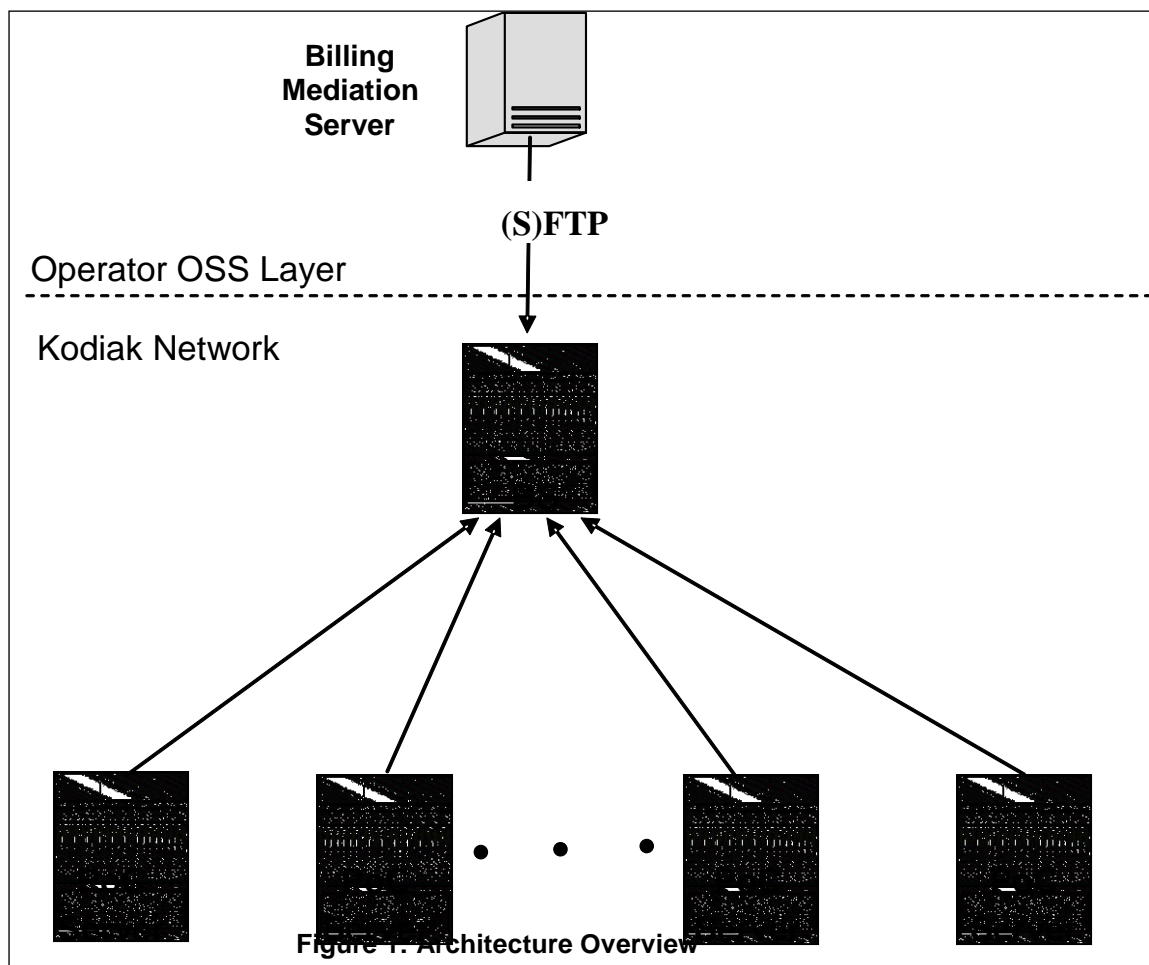 Billing
Mediation
Server
(S)FTP
Operator OSS Layer
Kodiak Network
Figure 1: Architecture Overview